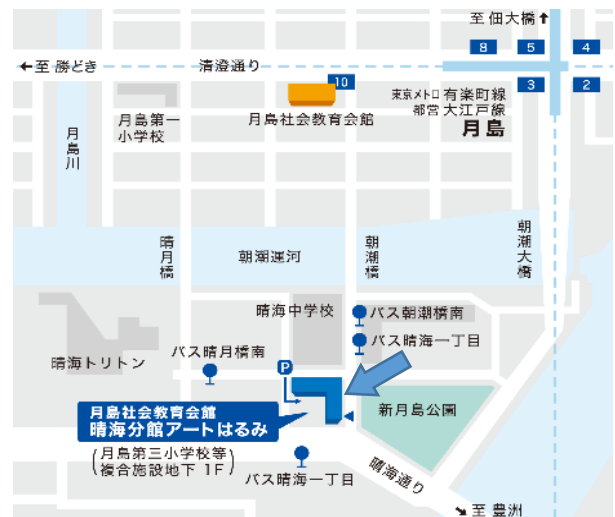 至 佃大橋
8 5 4
至 勝どき
清澄通り
10
3 2
東京メトロ 有楽町線
都営 大江戸線
月島
月島第一
小学校
月島社会教育会館
月島川
晴月橋
朝潮運河
朝潮橋
朝潮大橋
晴海中学校
バス朝潮橋南
バス晴海一丁目
晴海トリトン
バス晴月橋南
P
月島社会教育会館
晴海分館アートはるみ
新月島公園
(月島第三小学校等
複合施設地下 1F)
バス晴海一丁目
晴海通り
至 豊洲